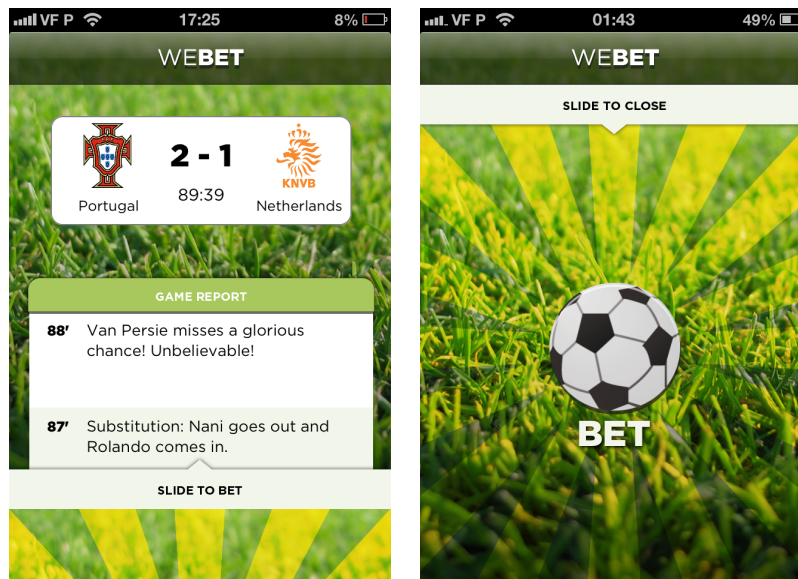 VF P 17:25 8%
WEBET
2 - 1
KNVB
89:39
Portugal Netherlands
GAME REPORT
88' Van Persie misses a glorious
chance! Unbelievable!
87' Substitution: Nani goes out and
Rolando comes in.
SLIDE TO BET
VF P 01:43 49%
WEBET
SLIDE TO CLOSE
BET